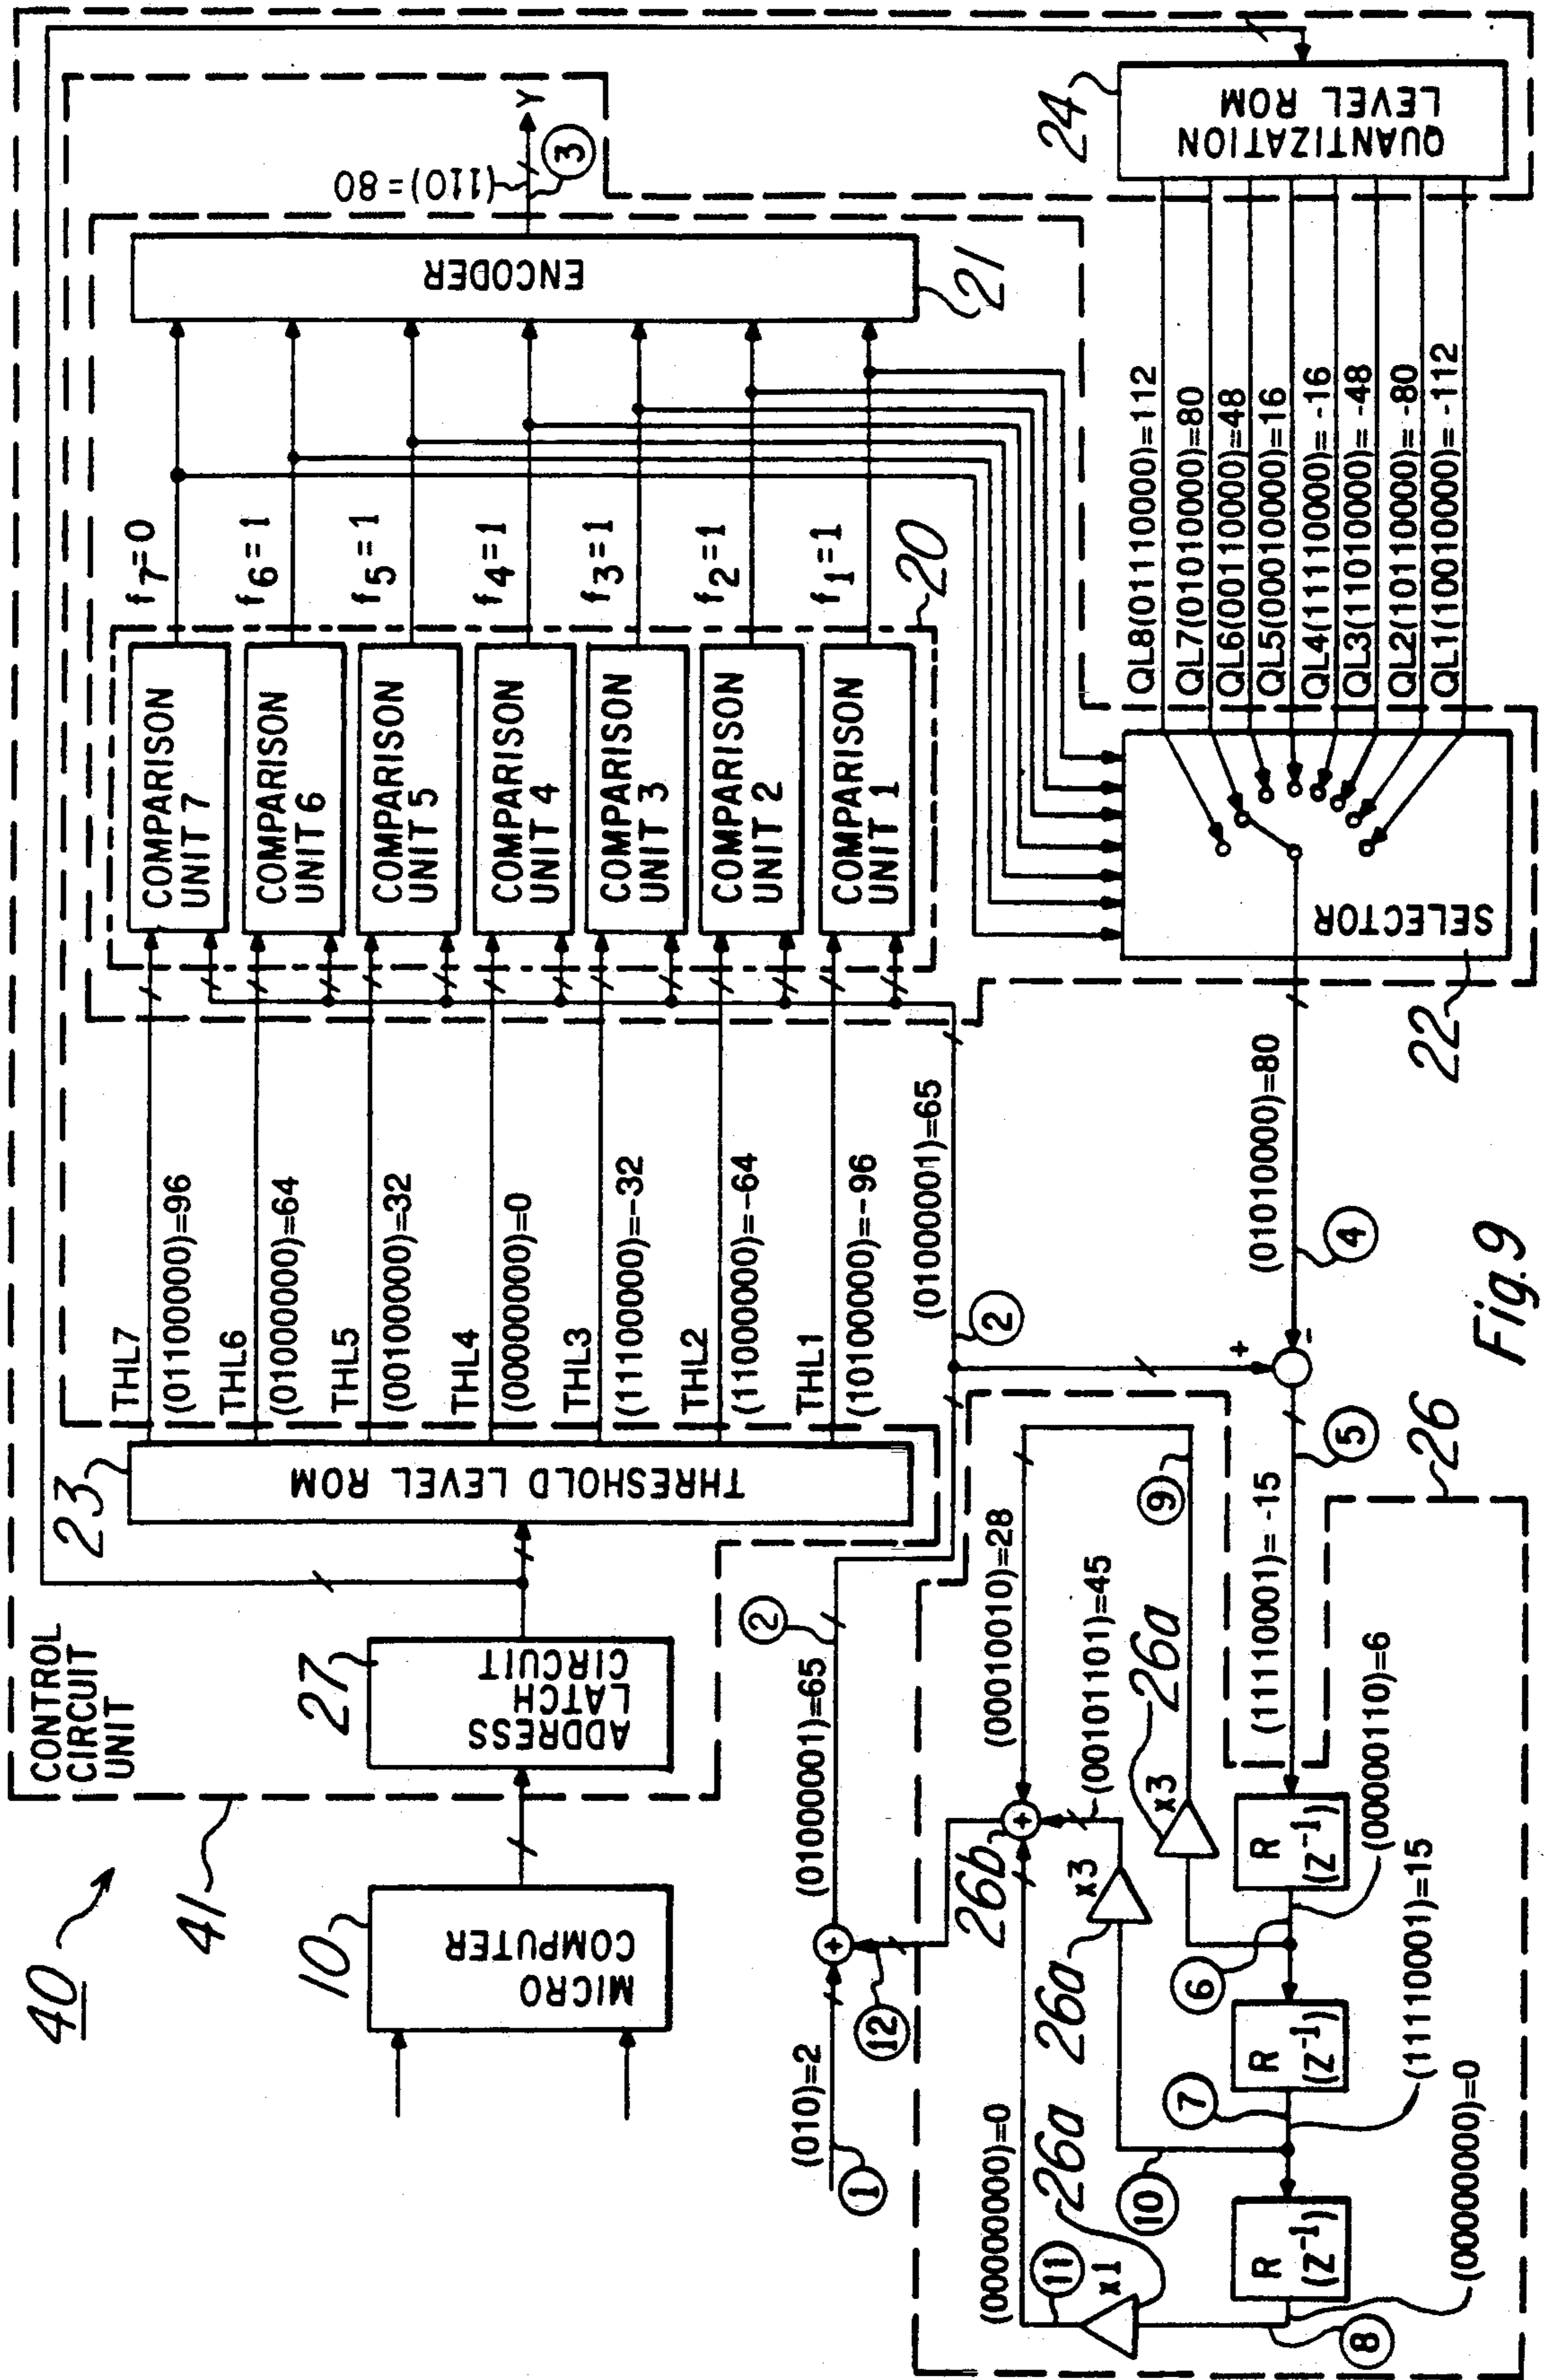 40
41
CONTROL
CIRCUIT
UNIT
10
MICRO
COMPUTER
27
ADDRESS
LATCH
CIRCUIT
23
THRESHOLD LEVEL ROM
THL7
(01100000)=96
THL6
(01000000)=64
THL5
(00100000)=32
THL4
(00000000)=0
THL3
(11100000)=-32
THL2
(11000000)=-64
THL1
(10100000)=-96
COMPARISON
UNIT 7
COMPARISON
UNIT 6
COMPARISON
UNIT 5
COMPARISON
UNIT 4
COMPARISON
UNIT 3
COMPARISON
UNIT 2
COMPARISON
UNIT 1
20
f7=0
f6=1
f5=1
f4=1
f3=1
f2=1
f1=1
ENCODER
21
(110)=80
3
Y
(010)=2
1
+
12
(01000001)=65
2
(01000001)=65
2
26b
+
(00010010)=28
(00101101)=45
(00000000)=0
11
x1
26a
10
x3
26a
x3
26a
9
R
(Z-1)
R
(Z-1)
R
(Z-1)
8
(00000000)=0
7
(11110001)=15
6
(00000110)=6
(11110001)=-15
5
26
+
-
(01010000)=80
4
22
SELECTOR
QL8(01110000)=112
QL7(01010000)=80
QL6(00110000)=48
QL5(00010000)=16
QL4(11110000)=-16
QL3(11010000)=-48
QL2(10110000)=-80
QL1(10010000)=-112
24
QUANTIZATION
LEVEL ROM
Fig.9